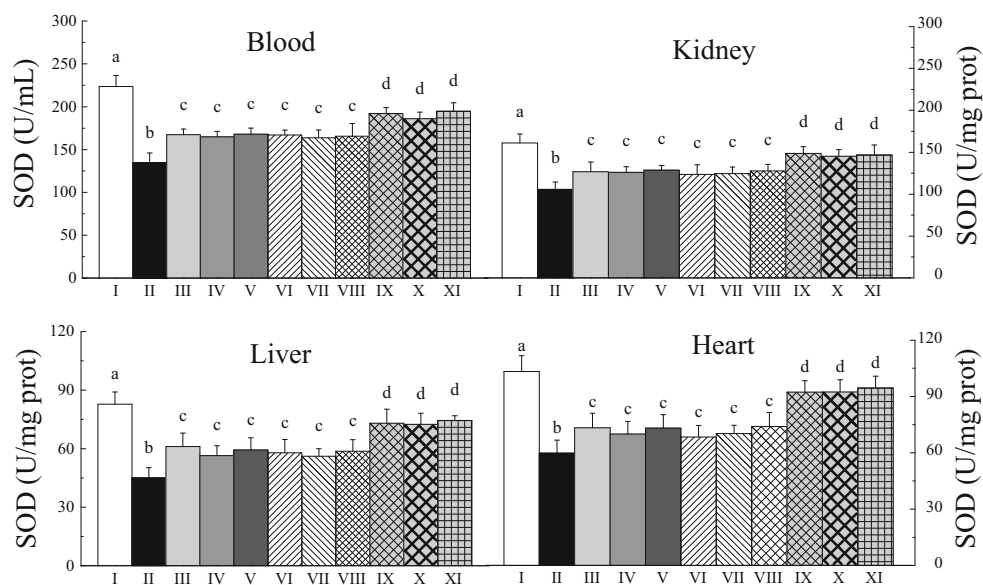 Blood
SOD (U/mL)
300
250
200
150
100
50
0
a
b
c
c
c
c
c
c
d
d
d
I II III IV V VI VII VIII IX X XI
Kidney
SOD (U/mg prot)
300
250
200
150
100
50
0
a
b
c
c
c
c
c
c
d
d
d
I II III IV V VI VII VIII IX X XI
Liver
SOD (U/mg prot)
120
90
60
30
0
a
b
c
c
c
c
c
c
d
d
d
I II III IV V VI VII VIII IX X XI
Heart
SOD (U/mg prot)
120
90
60
30
0
a
b
c
c
c
c
c
c
d
d
d
I II III IV V VI VII VIII IX X XI